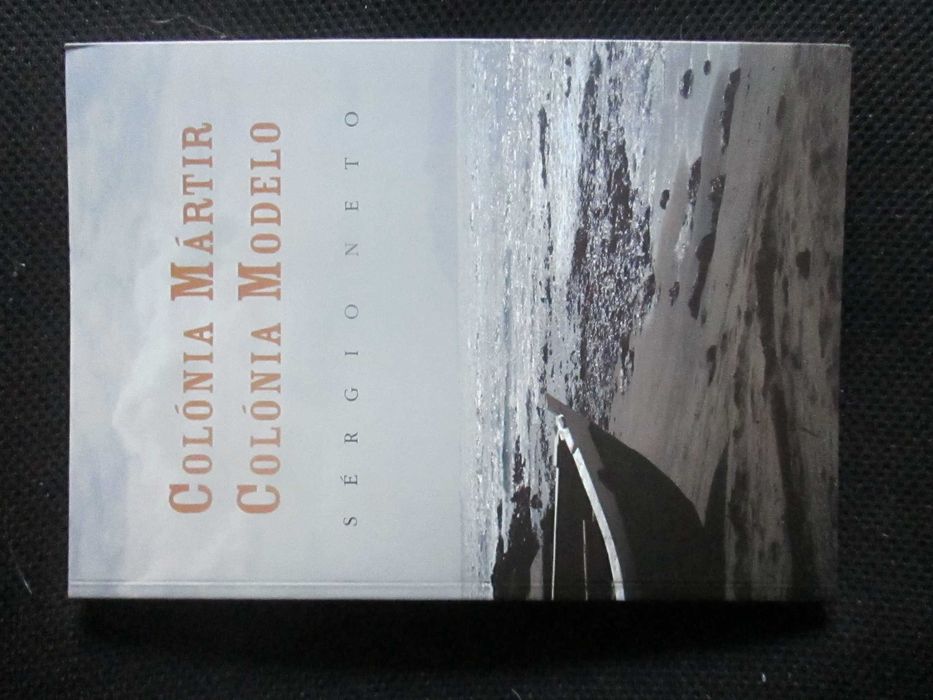 COLÓNIA MÁRTIR
COLÓNIA MODELO
SÉRGIO NETO